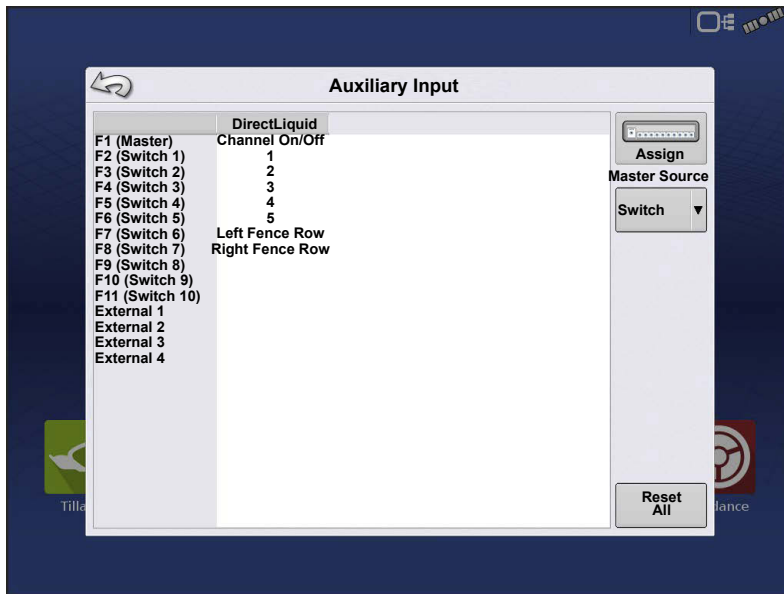 Auxiliary Input
DirectLiquid
F1 (Master) Channel On/Off
F2 (Switch 1) 1
F3 (Switch 2) 2
F4 (Switch 3) 3
F5 (Switch 4) 4
F6 (Switch 5) 5
F7 (Switch 6) Left Fence Row
F8 (Switch 7) Right Fence Row
F9 (Switch 8)
F10 (Switch 9)
F11 (Switch 10)
External 1
External 2
External 3
External 4
Assign
Master Source
Switch
Reset
All
Tilla
dance